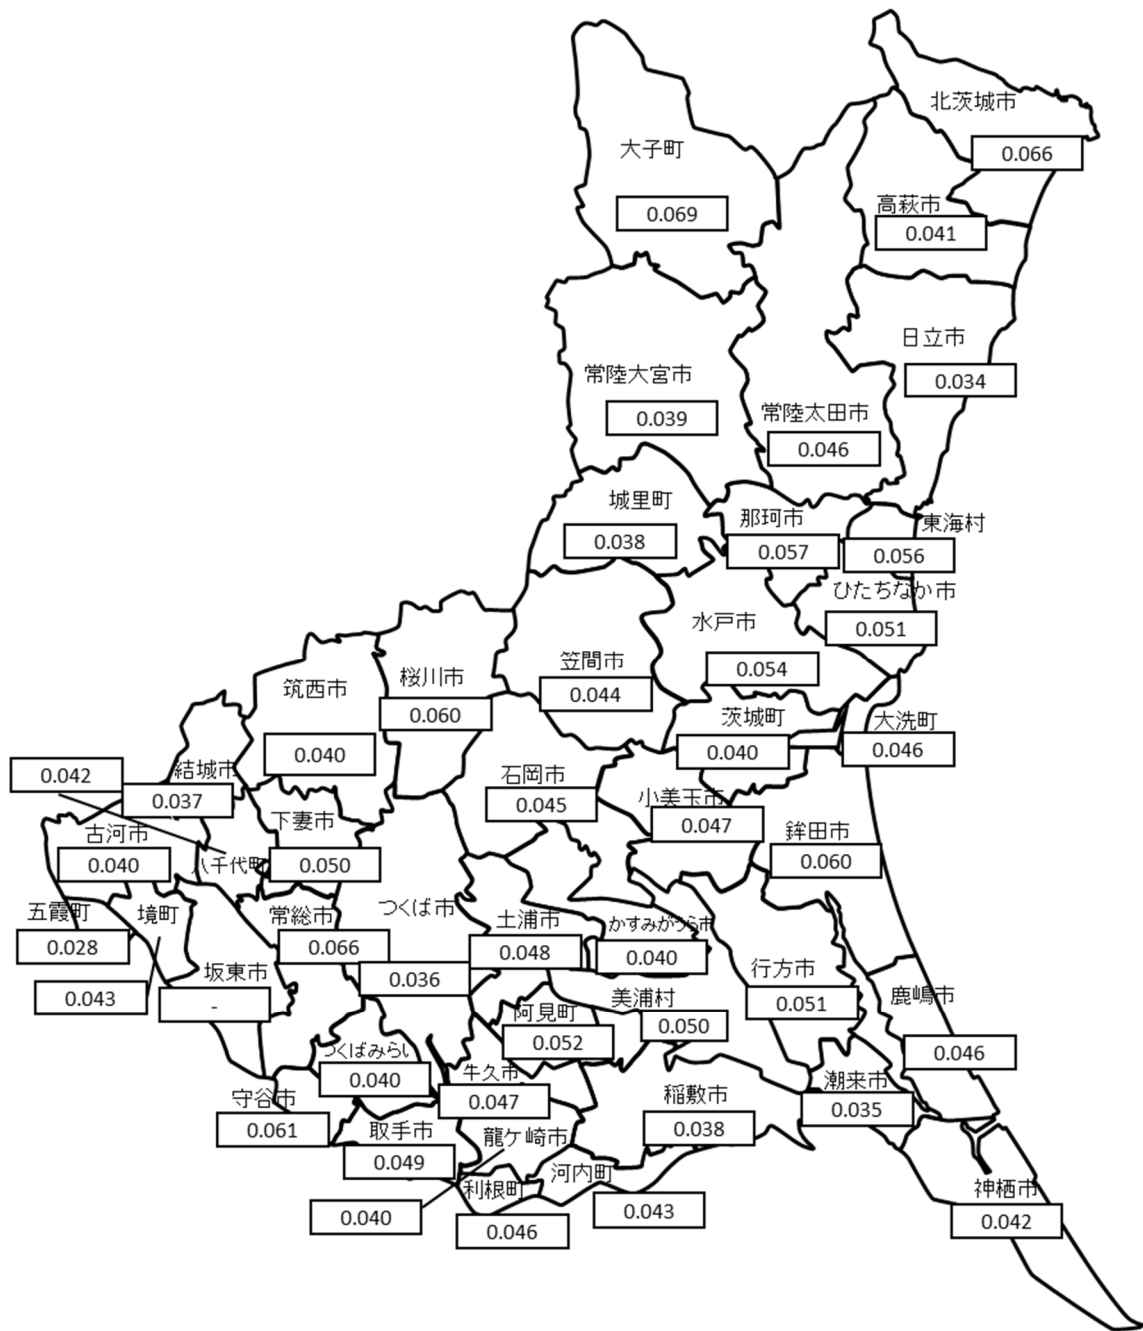 北茨城市
0.066
大子町
0.069
高萩市
0.041
日立市
0.034
常陸大宮市
0.039
常陸太田市
0.046
城里町
0.038
那珂市
0.057
東海村
0.056
ひたちなか市
0.051
水戸市
0.054
笠間市
0.044
桜川市
0.060
筑西市
0.040
茨城町
0.040
大洗町
0.046
結城市
0.037
0.042
八千代町
石岡市
0.045
小美玉市
0.047
下妻市
0.050
古河市
0.040
鉾田市
0.060
五霞町
0.028
境町
0.043
常総市
0.066
つくば市
0.036
土浦市
0.048
かすみがうら市
0.040
坂東市
-
行方市
0.051
鹿嶋市
0.046
美浦村
0.050
阿見町
0.052
つくばみらい
0.040
牛久市
0.047
守谷市
0.061
取手市
0.049
龍ケ崎市
0.040
稲敷市
0.038
潮来市
0.035
利根町
0.046
河内町
0.043
神栖市
0.042